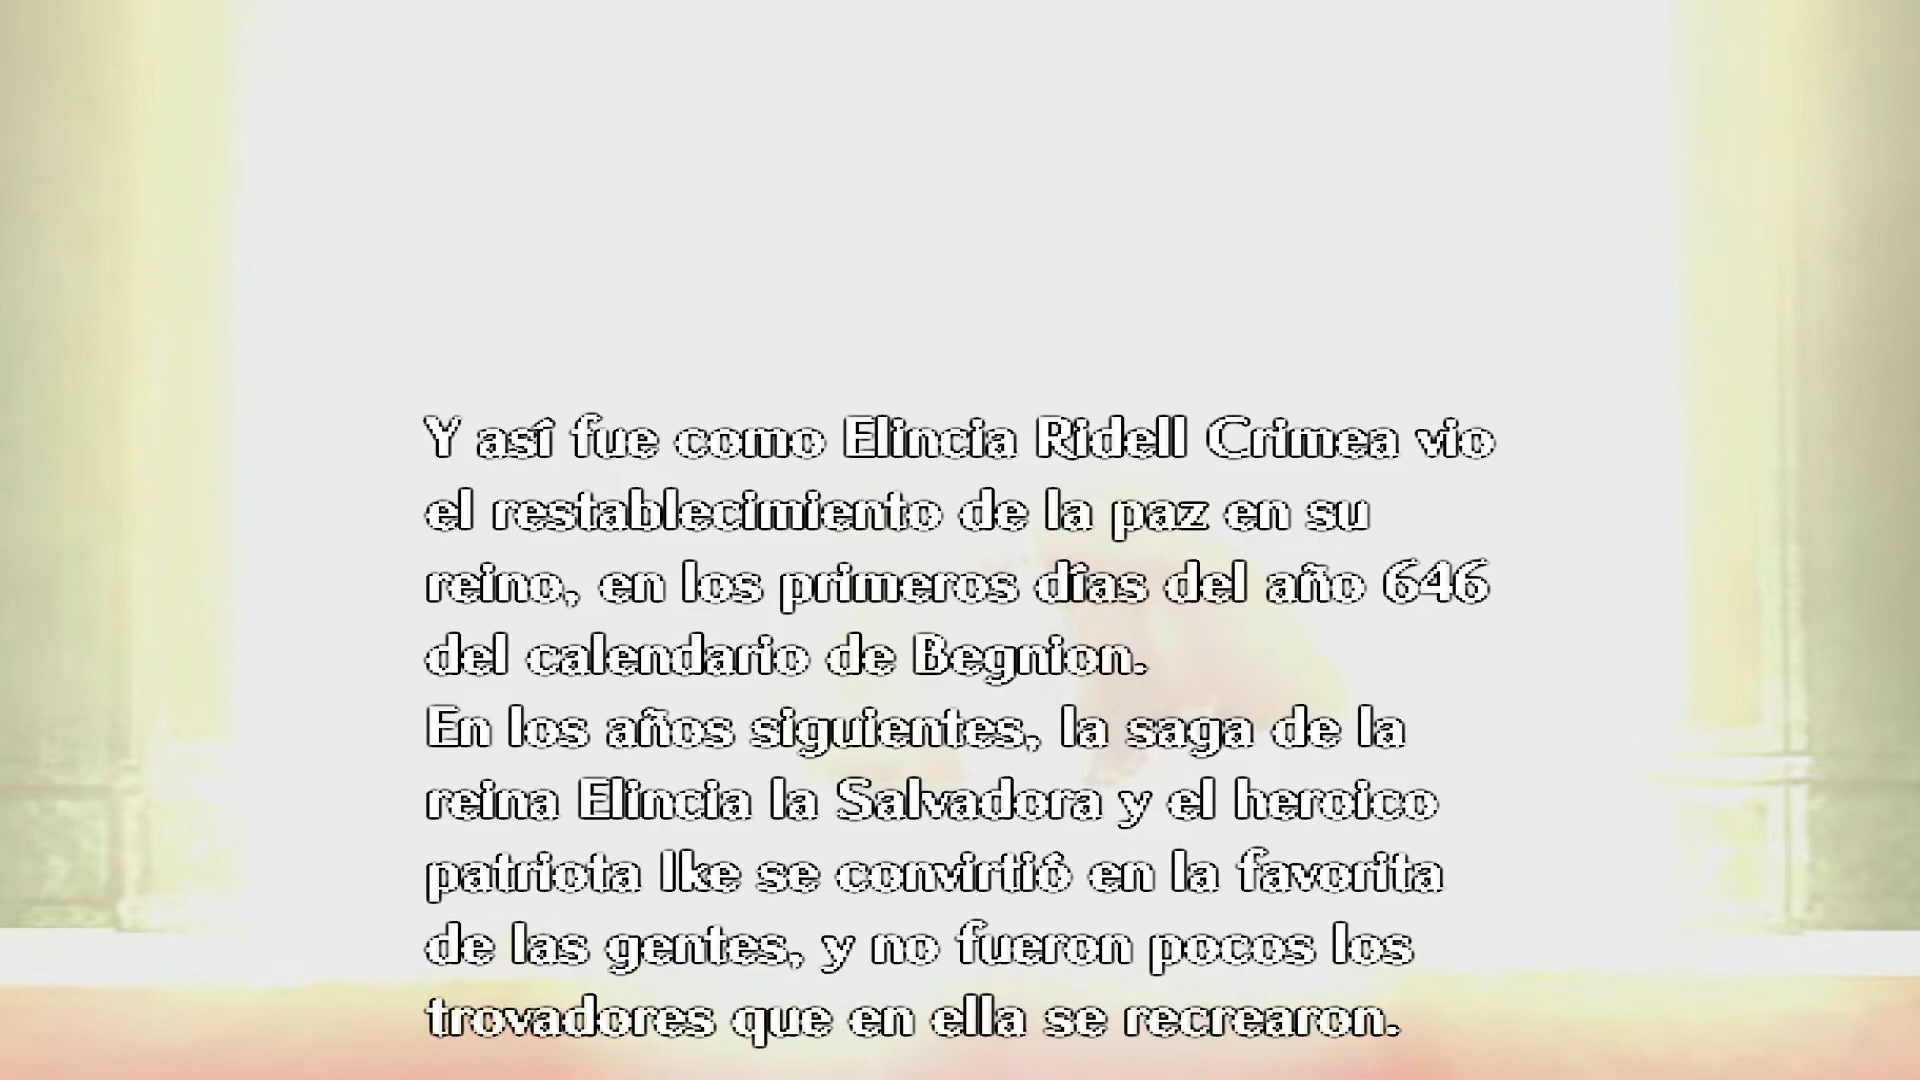 Y así fue como Elincia Ridell Crimea vio
el restablecimiento de la paz en su
reino, en los primeros días del año 646
del calendario de Begnion.
En los años siguientes, la saga de la
reina Elincia la Salvadora y el heroico
patriota Ike se convirtió en la favorita
de las gentes, y no fueron pocos los
trovadores que en ella se recrearon.